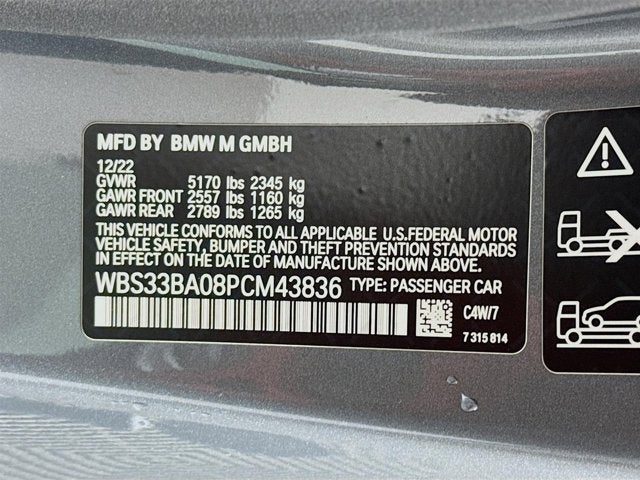 MFD BY BMW M GMBH
12/22
GVWR 5170 lbs 2345 kg
GAWR FRONT 2557 lbs 1160 kg
GAWR REAR 2789 lbs 1265 kg
THIS VEHICLE CONFORMS TO ALL APPLICABLE U.S.FEDERAL MOTOR
VEHICLE SAFETY, BUMPER AND THEFT PREVENTION STANDARDS
IN EFFECT ON THE DATE OF MANUFACTURE SHOWN ABOVE.
WBS33BA08PCM43836 TYPE: PASSENGER CAR
C4W/7
7 315 814